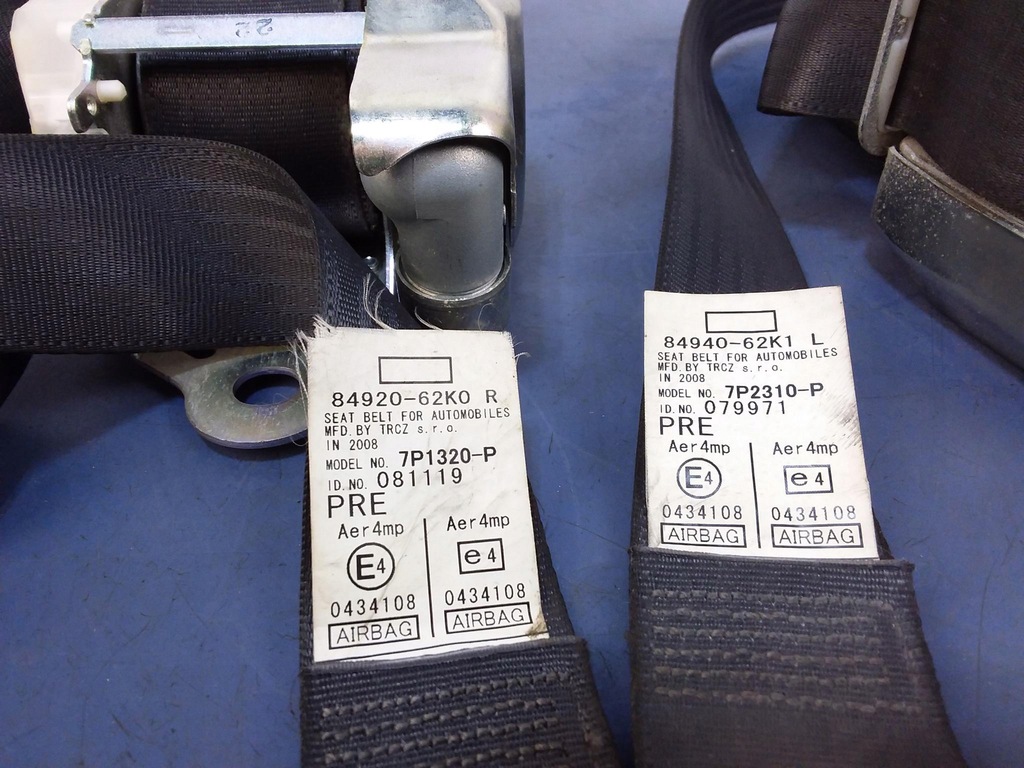 22
84920-62K0 R
SEAT BELT FOR AUTOMOBILES
MFD. BY TRCZ s.r.o.
IN 2008
MODEL NO. 7P1320-P
ID.NO. 081119
PRE
Aer4mp Aer4mp
E4 e4
0434108 0434108
AIRBAG AIRBAG
84940-62K1 L
SEAT BELT FOR AUTOMOBILES
MFD. BY TRCZ s.r.o.
IN 2008
MODEL NO. 7P2310-P
ID.NO. 079971
PRE
Aer4mp Aer4mp
E4 e4
0434108 0434108
AIRBAG AIRBAG